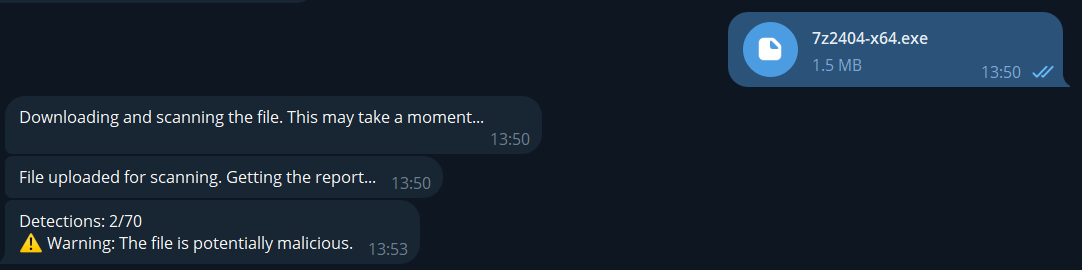 7z2404-x64.exe
1.5 MB
13:50
Downloading and scanning the file. This may take a moment...
13:50
File uploaded for scanning. Getting the report... 13:50
Detections: 2/70
⚠️ Warning: The file is potentially malicious. 13:53